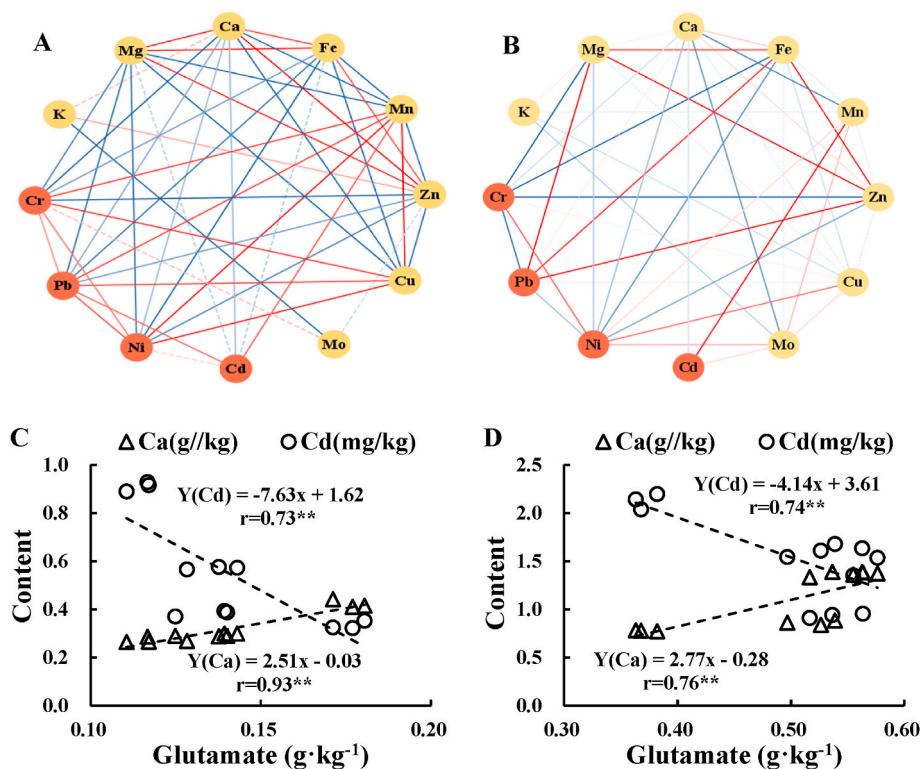 A
Ca
Mg
Fe
K
Mn
Cr
Zn
Pb
Cu
Ni
Mo
Cd
B
Ca
Mg
Fe
K
Mn
Cr
Zn
Pb
Cu
Ni
Mo
Cd
C
Ca(g//kg) Cd(mg/kg)
1.0
0.8
0.6
0.4
0.2
0.0
Content
Y(Cd) = -7.63x + 1.62
r=0.73**
Y(Ca) = 2.51x - 0.03
r=0.93**
0.10 0.15 0.20
Glutamate (g·kg⁻¹)
D
Ca(g//kg) Cd(mg/kg)
2.5
2.0
1.5
1.0
0.5
0.0
Content
Y(Cd) = -4.14x + 3.61
r=0.74**
Y(Ca) = 2.77x - 0.28
r=0.76**
0.30 0.40 0.50 0.60
Glutamate (g·kg⁻¹)